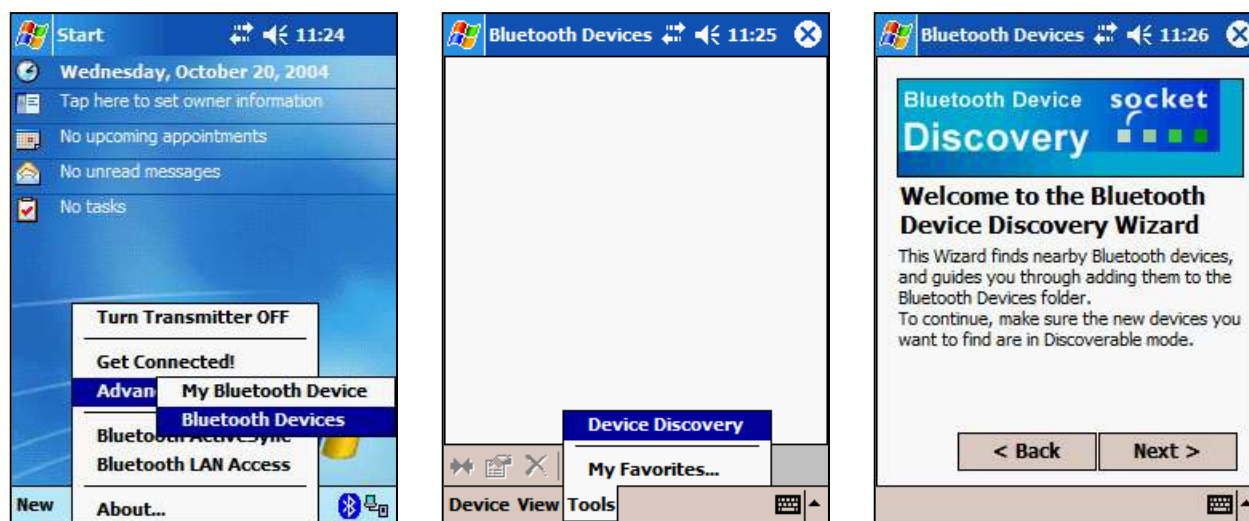 Start 11:24
Wednesday, October 20, 2004
Tap here to set owner information
No upcoming appointments
No unread messages
No tasks
Turn Transmitter OFF
Get Connected!
Advan
My Bluetooth Device
Bluetooth Devices
Bluetooth ActiveSync
Bluetooth LAN Access
About...
New
Bluetooth Devices 11:25
Device Discovery
My Favorites...
Device View Tools
Bluetooth Devices 11:26
Bluetooth Device
Discovery
socket
Welcome to the Bluetooth
Device Discovery Wizard
This Wizard finds nearby Bluetooth devices,
and guides you through adding them to the
Bluetooth Devices folder.
To continue, make sure the new devices you
want to find are in Discoverable mode.
< Back
Next >